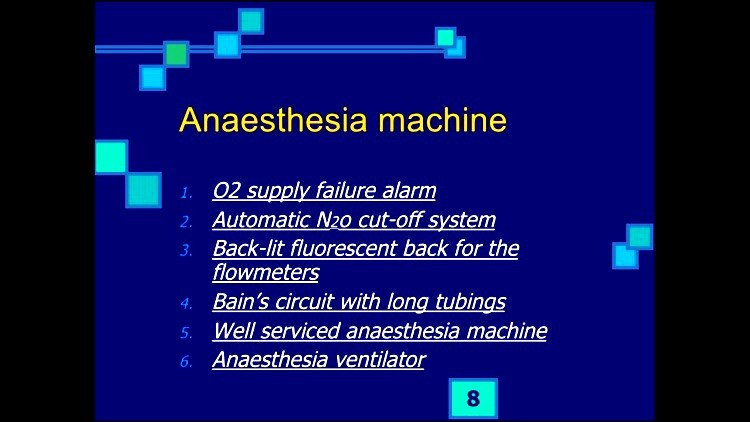 Anaesthesia machine
1. O2 supply failure alarm
2. Automatic N2o cut-off system
3. Back-lit fluorescent back for the
flowmeters
4. Bain's circuit with long tubings
5. Well serviced anaesthesia machine
6. Anaesthesia ventilator
8